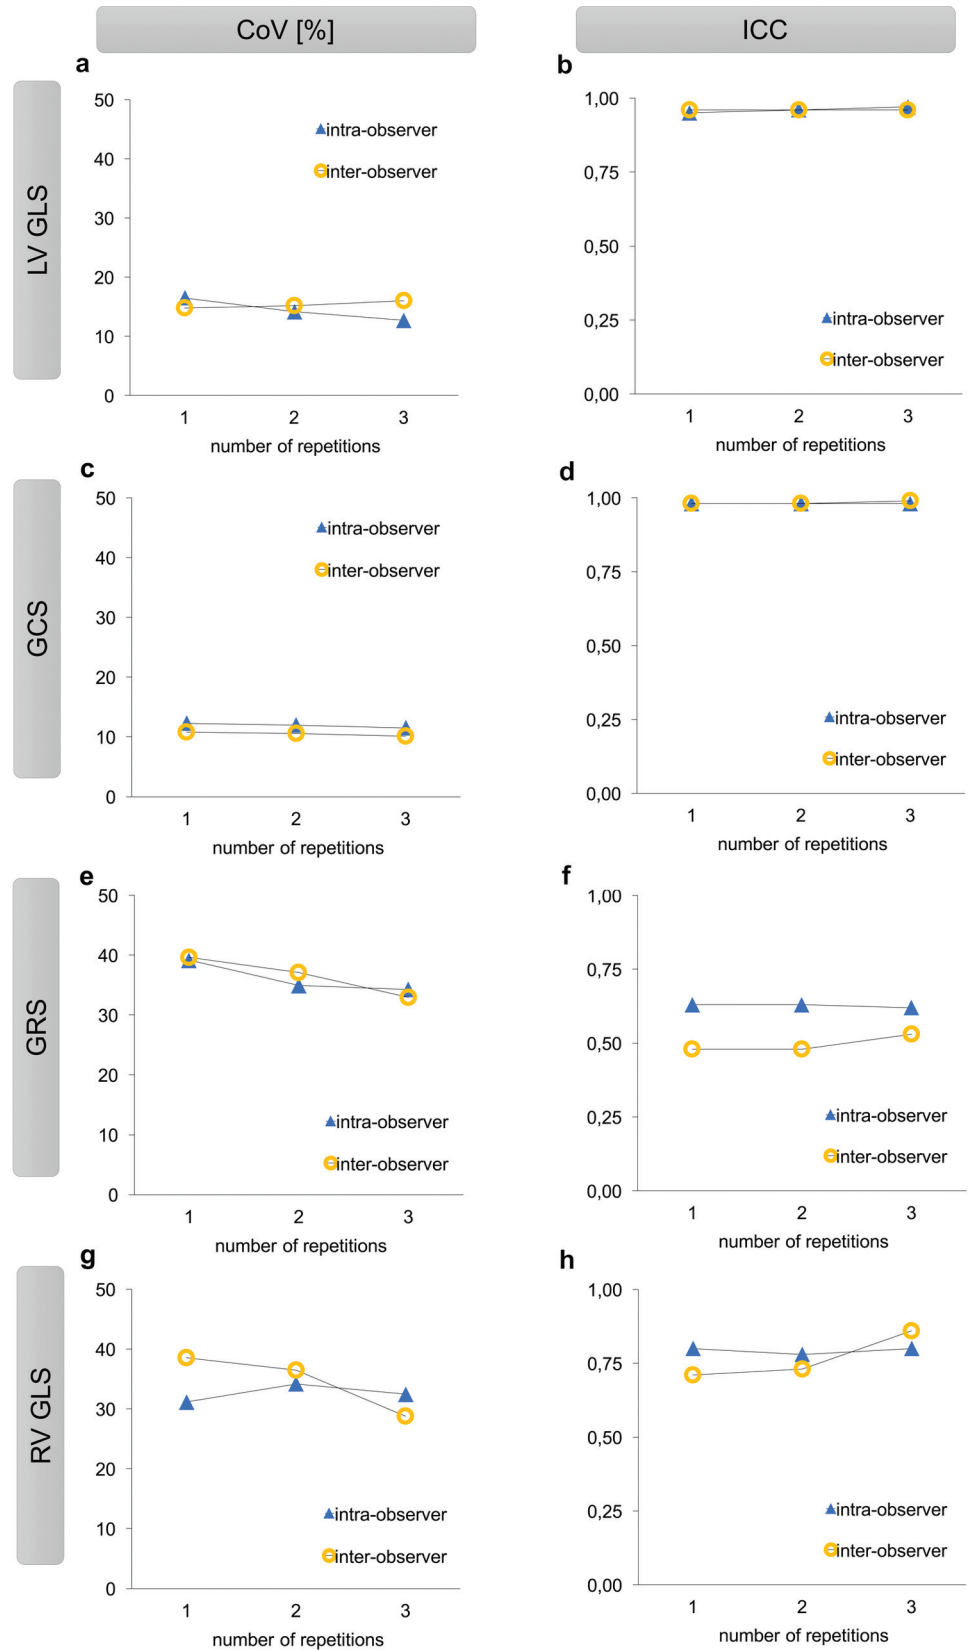 CoV [%]
ICC
LV GLS
a
50
40
30
20
10
0
intra-observer
inter-observer
1 2 3
number of repetitions
b
1,00
0,75
0,50
0,25
0,00
intra-observer
inter-observer
1 2 3
number of repetitions
GCS
c
50
40
30
20
10
0
intra-observer
inter-observer
1 2 3
number of repetitions
d
1,00
0,75
0,50
0,25
0,00
intra-observer
inter-observer
1 2 3
number of repetitions
GRS
e
50
40
30
20
10
0
intra-observer
inter-observer
1 2 3
number of repetitions
f
1,00
0,75
0,50
0,25
0,00
intra-observer
inter-observer
1 2 3
number of repetitions
RV GLS
g
50
40
30
20
10
0
intra-observer
inter-observer
1 2 3
number of repetitions
h
1,00
0,75
0,50
0,25
0,00
intra-observer
inter-observer
1 2 3
number of repetitions